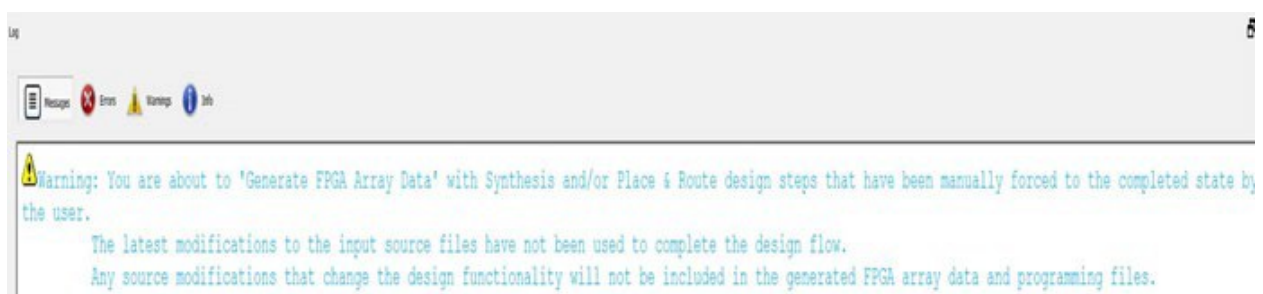 Log
Messages Errors Warnings Info
Warning: You are about to 'Generate FPGA Array Data' with Synthesis and/or Place & Route design steps that have been manually forced to the completed state by
the user.
The latest modifications to the input source files have not been used to complete the design flow.
Any source modifications that change the design functionality will not be included in the generated FPGA array data and programming files.